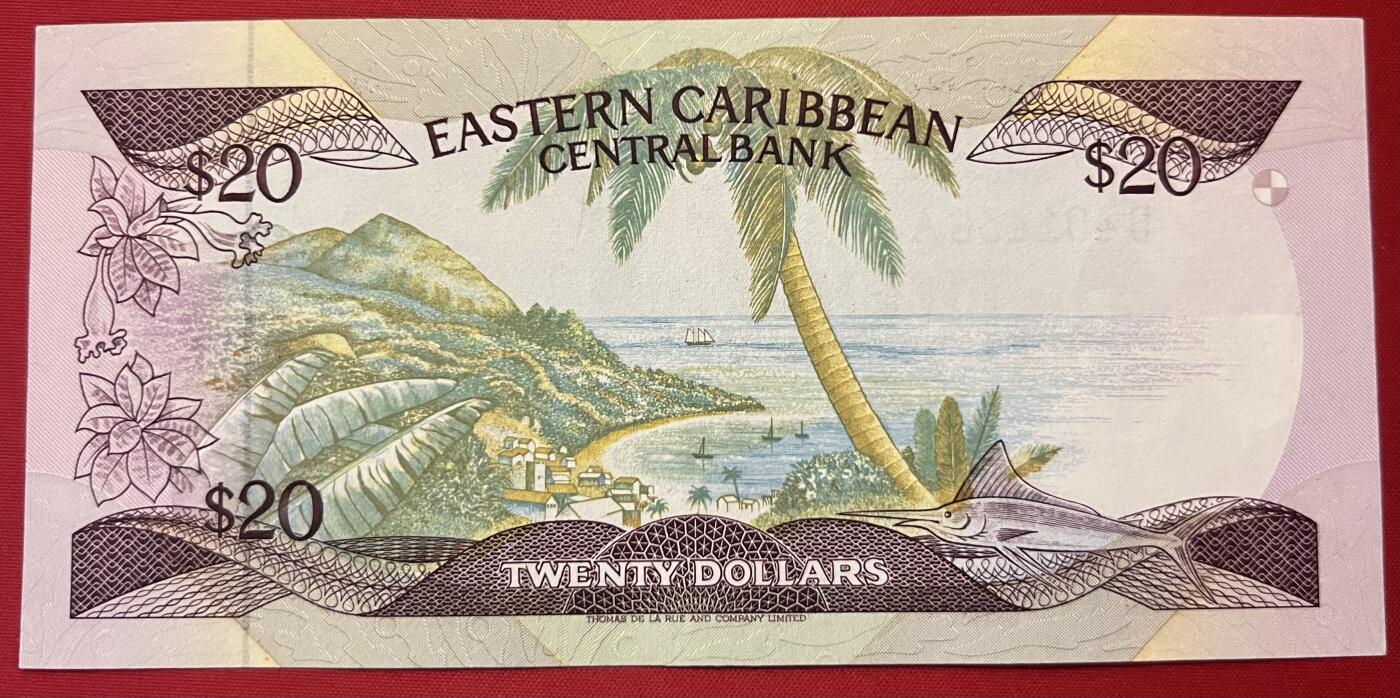 EASTERN CARIBBEAN
CENTRAL BANK
$20
$20
$20
TWENTY DOLLARS
THOMAS DE LA RUE AND COMPANY LIMITED